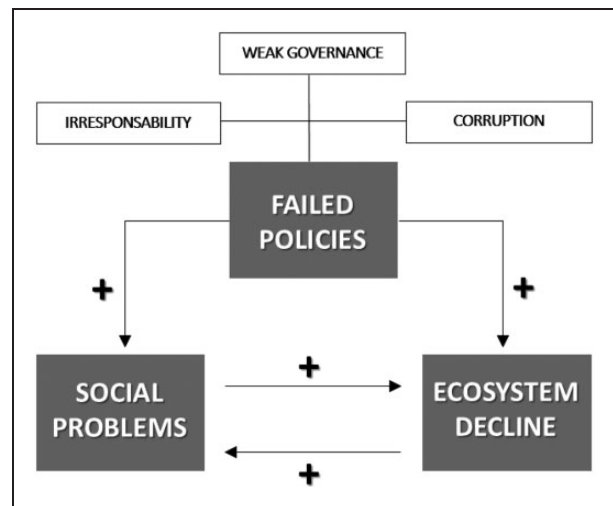 WEAK GOVERNANCE
IRRESPONSABILITY
CORRUPTION
FAILED
POLICIES
+
+
SOCIAL
PROBLEMS
+
ECOSYSTEM
DECLINE
+